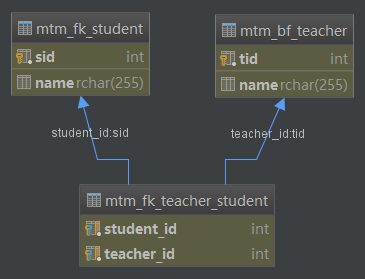 mtm_fk_student
sid int
name rchar(255)
mtm_bf_teacher
tid int
name rchar(255)
student_id:sid
teacher_id:tid
mtm_fk_teacher_student
student_id int
teacher_id int